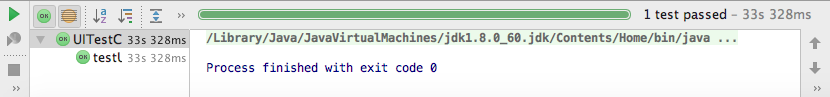 1 test passed – 33s 328ms
UITestC 33s 328ms
testU 33s 328ms
/Library/Java/JavaVirtualMachines/jdk1.8.0_60.jdk/Contents/Home/bin/java ...
Process finished with exit code 0